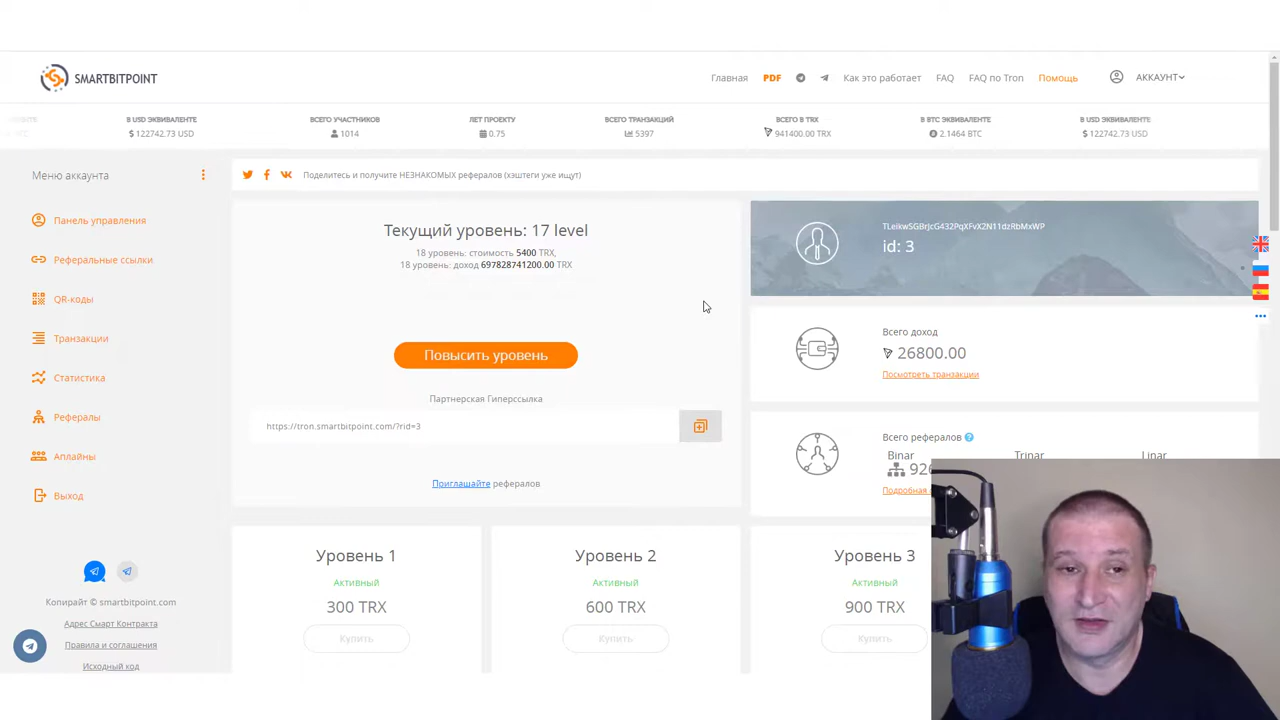 SMARTBITPOINT
Главная PDF Как это работает FAQ FAQ по Tron Помощь АККАУНТ
В USD ЭКВИВАЛЕНТЕ ВСЕГО УЧАСТНИКОВ ЛЕТ ПРОЕКТУ ВСЕГО ТРАНЗАКЦИЙ ВСЕГО В TRX В BTC ЭКВИВАЛЕНТЕ В USD ЭКВИВАЛЕНТЕ
$ 122742.73 USD 1014 0.75 5397 941400.00 TRX 2.1464 BTC $ 122742.73 USD
Меню аккаунта
Панель управления
Реферальные ссылки
QR-коды
Транзакции
Статистика
Рефералы
Аплайны
Выход
Копирайт © smartbitpoint.com
Адрес Смарт Контракта
Правила и соглашения
Исходный код
Поделитесь и получите НЕЗНАКОМЫХ рефералов (хэштеги уже ищут)
Текущий уровень: 17 level
18 уровень: стоимость 5400 TRX,
18 уровень: доход 697828741200.00 TRX
Повысить уровень
Партнерская Гиперссылка
https://tron.smartbitpoint.com/?rid=3
Приглашайте рефералов
id: 3
Всего доход
26800.00
Посмотреть транзакции
Всего рефералов ?
Binar Trinar Linar
Уровень 1 Уровень 2 Уровень 3
Активный Активный Активный
300 TRX 600 TRX 900 TRX
Купить Купить Купить